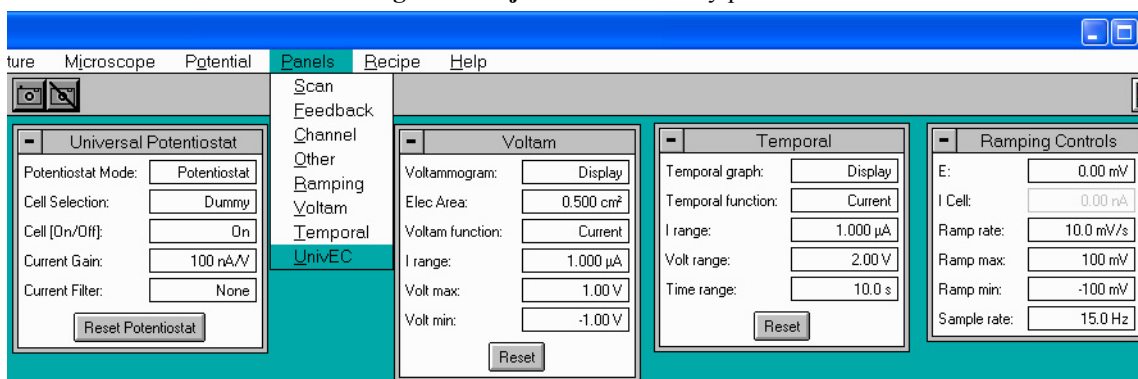 ture Microscope Potential Panels Recipe Help
Scan
Feedback
Channel
Other
Ramping
Voltam
Temporal
UnivEC
Universal Potentiostat
Potentiostat Mode: Potentiostat
Cell Selection: Dummy
Cell [On/Off]: On
Current Gain: 100 nA/V
Current Filter: None
Reset Potentiostat
Voltam
Voltammogram: Display
Elec Area: 0.500 cm²
Voltam function: Current
I range: 1.000 µA
Volt max: 1.00 V
Volt min: -1.00 V
Reset
Temporal
Temporal graph: Display
Temporal function: Current
I range: 1.000 µA
Volt range: 2.00 V
Time range: 10.0 s
Reset
Ramping Controls
E: 0.00 mV
I Cell: 0.00 nA
Ramp rate: 10.0 mV/s
Ramp max: 100 mV
Ramp min: -100 mV
Sample rate: 15.0 Hz